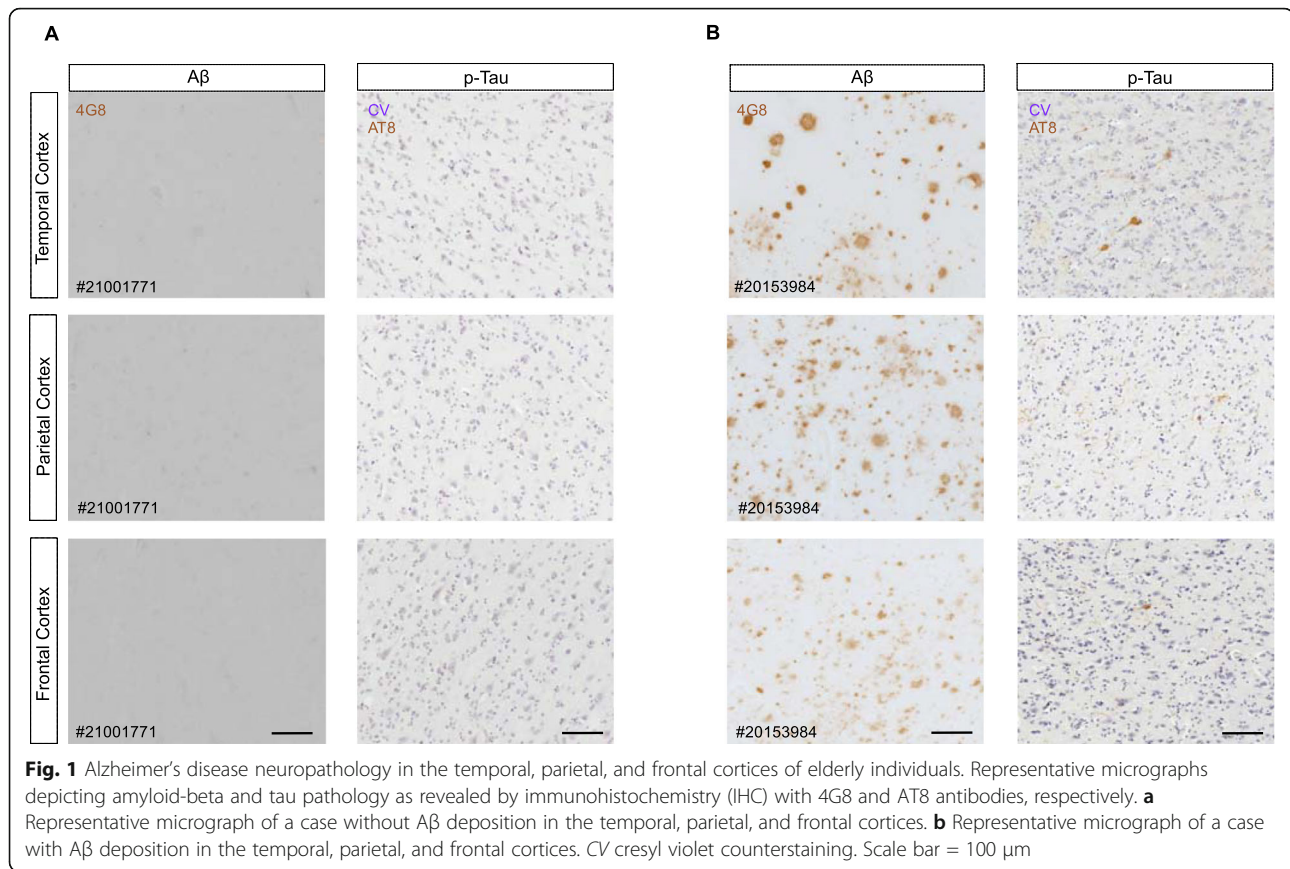 A
B
Aβ
p-Tau
Aβ
p-Tau
Temporal Cortex
4G8
#21001771
CV
AT8
4G8
#20153984
CV
AT8
Parietal Cortex
#21001771
#20153984
Frontal Cortex
#21001771
#20153984
Fig. 1 Alzheimer's disease neuropathology in the temporal, parietal, and frontal cortices of elderly individuals. Representative micrographs
depicting amyloid-beta and tau pathology as revealed by immunohistochemistry (IHC) with 4G8 and AT8 antibodies, respectively. a
Representative micrograph of a case without Aβ deposition in the temporal, parietal, and frontal cortices. b Representative micrograph of a case
with Aβ deposition in the temporal, parietal, and frontal cortices. CV cresyl violet counterstaining. Scale bar = 100 μm